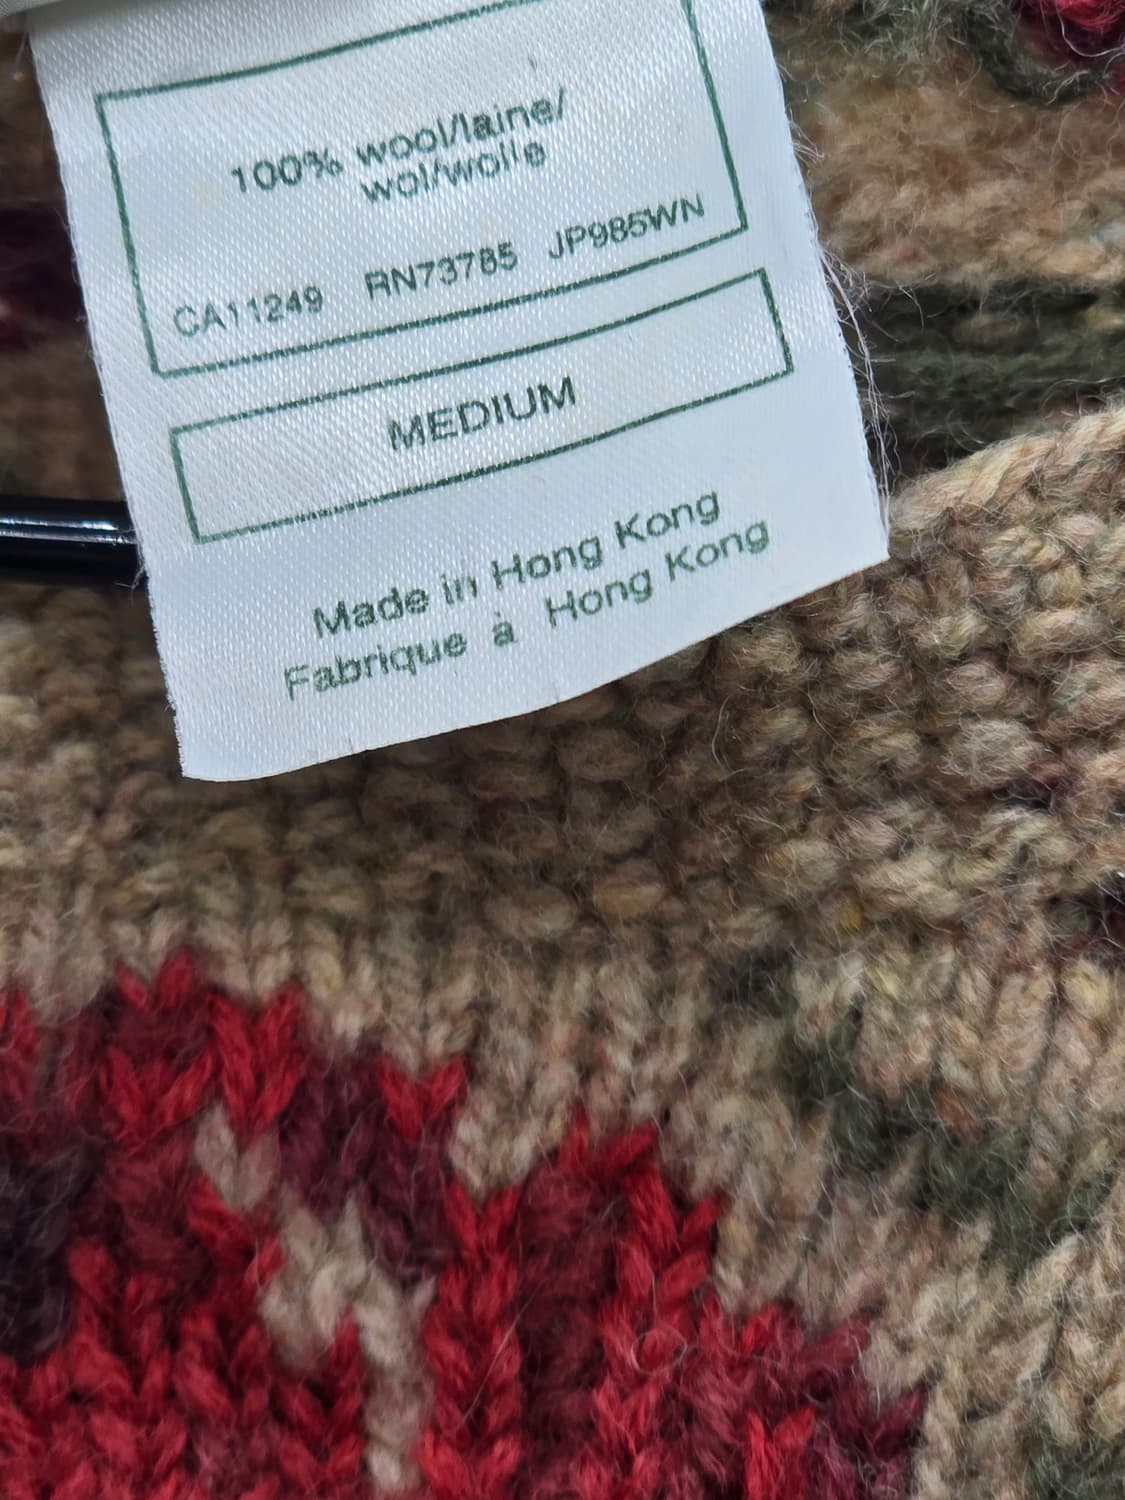 100% wool/laine/
wol/wolle
CA11249 RN73785 JP985WN
MEDIUM
Made in Hong Kong
Fabrique à Hong Kong